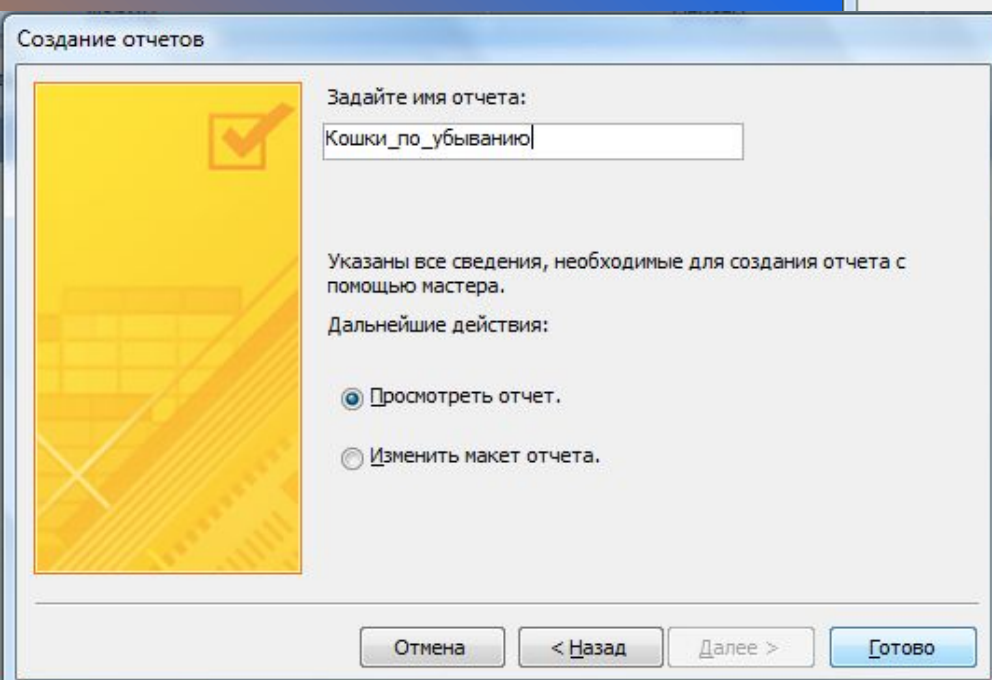 Создание отчетов
Задайте имя отчета:
Кошки_по_убыванию
Указаны все сведения, необходимые для создания отчета с
помощью мастера.
Дальнейшие действия:
Просмотреть отчет.
Изменить макет отчета.
Отмена
< Назад
Далее >
Готово